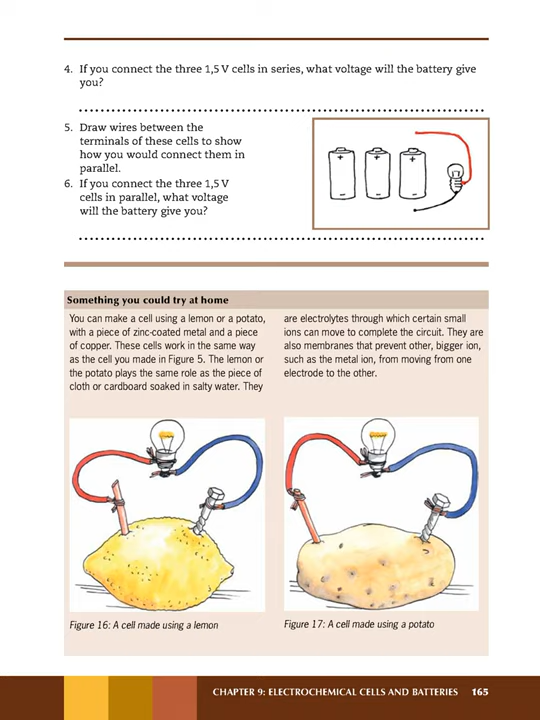 4. If you connect the three 1,5 V cells in series, what voltage will the battery give
you?
5. Draw wires between the
terminals of these cells to show
how you would connect them in
parallel.
6. If you connect the three 1,5 V
cells in parallel, what voltage
will the battery give you?
+ + +
- - -
Something you could try at home
You can make a cell using a lemon or a potato,
with a piece of zinc-coated metal and a piece
of copper. These cells work in the same way
as the cell you made in Figure 5. The lemon or
the potato plays the same role as the piece of
cloth or cardboard soaked in salty water. They
are electrolytes through which certain small
ions can move to complete the circuit. They are
also membranes that prevent other, bigger ion,
such as the metal ion, from moving from one
electrode to the other.
Figure 16: A cell made using a lemon
Figure 17: A cell made using a potato
CHAPTER 9: ELECTROCHEMICAL CELLS AND BATTERIES 165